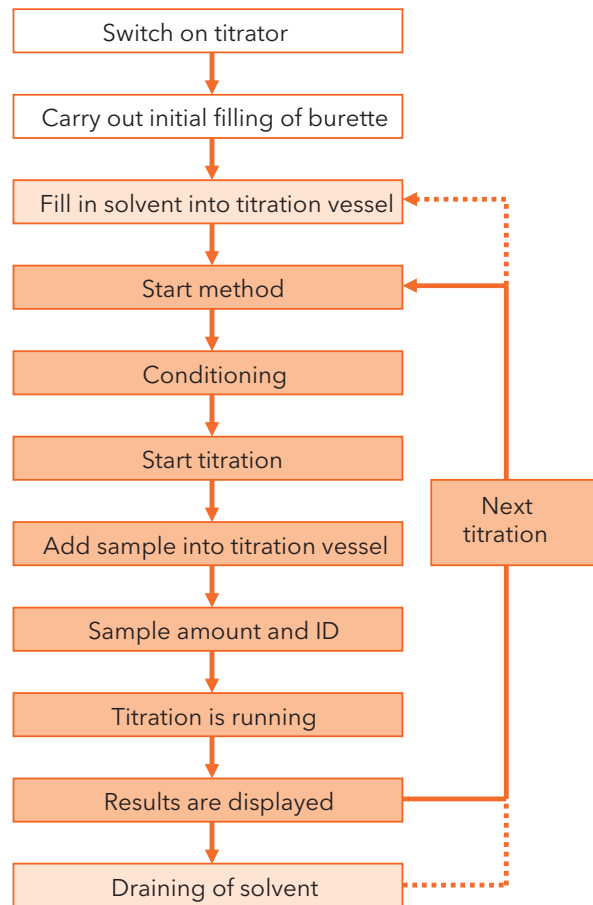 Switch on titrator
Carry out initial filling of burette
Fill in solvent into titration vessel
Start method
Conditioning
Start titration
Next
titration
Add sample into titration vessel
Sample amount and ID
Titration is running
Results are displayed
Draining of solvent